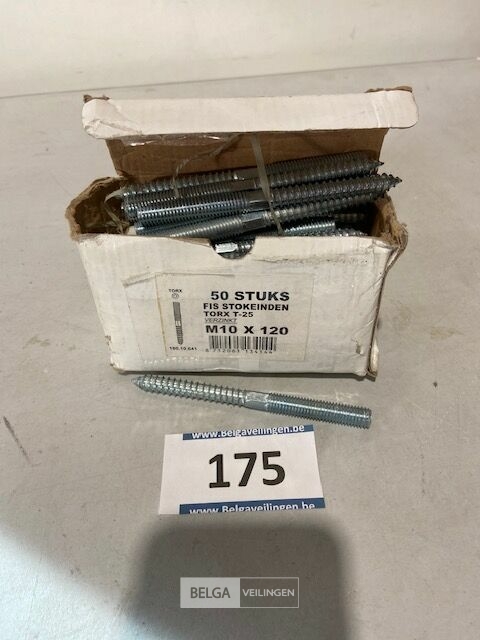 TORX
50 STUKS
FIS STOKEINDEN
TORX T-25
VERZINKT
M10 X 120
www.Belgaveilingen.be
175
www.Belgaveilingen.be
BELGA VEILINGEN